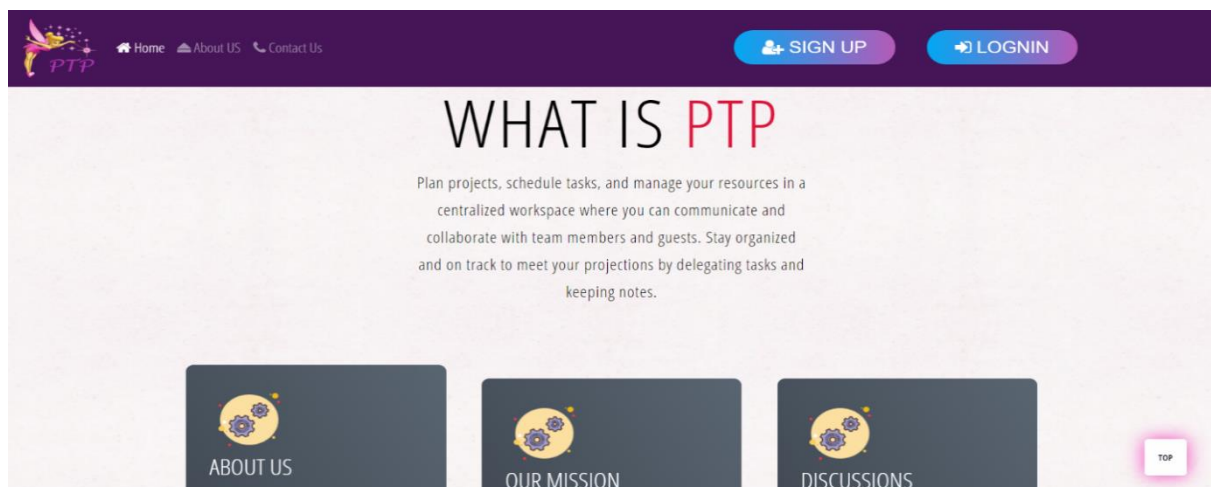 PTP
Home About US Contact Us
SIGN UP
LOGNIN
WHAT IS PTP
Plan projects, schedule tasks, and manage your resources in a
centralized workspace where you can communicate and
collaborate with team members and guests. Stay organized
and on track to meet your projections by delegating tasks and
keeping notes.
ABOUT US
OUR MISSION
DISCUSSIONS
TOP